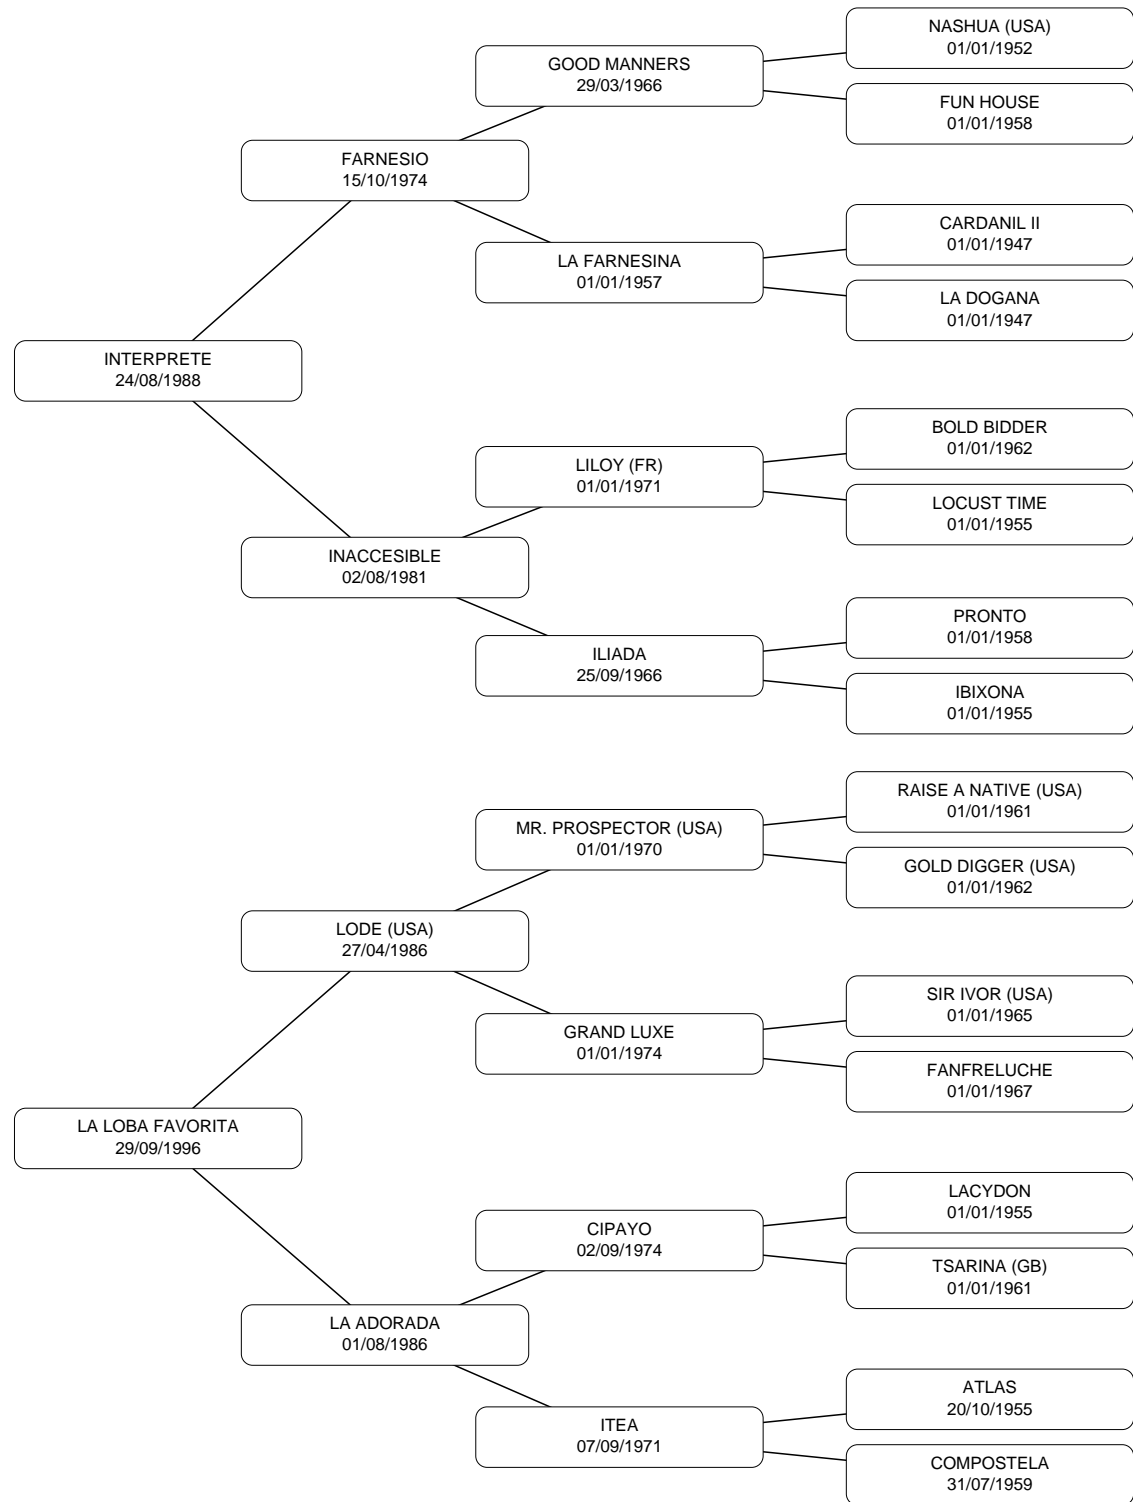 NASHUA (USA)
01/01/1952
GOOD MANNERS
29/03/1966
FUN HOUSE
01/01/1958
FARNESIO
15/10/1974
CARDANIL II
01/01/1947
LA FARNESINA
01/01/1957
LA DOGANA
01/01/1947
INTERPRETE
24/08/1988
BOLD BIDDER
01/01/1962
LILOY (FR)
01/01/1971
LOCUST TIME
01/01/1955
INACCESIBLE
02/08/1981
PRONTO
01/01/1958
ILIADA
25/09/1966
IBIXONA
01/01/1955
RAISE A NATIVE (USA)
01/01/1961
MR. PROSPECTOR (USA)
01/01/1970
GOLD DIGGER (USA)
01/01/1962
LODE (USA)
27/04/1986
SIR IVOR (USA)
01/01/1965
GRAND LUXE
01/01/1974
FANFRELUCHE
01/01/1967
LA LOBA FAVORITA
29/09/1996
LACYDON
01/01/1955
CIPAYO
02/09/1974
TSARINA (GB)
01/01/1961
LA ADORADA
01/08/1986
ATLAS
20/10/1955
ITEA
07/09/1971
COMPOSTELA
31/07/1959